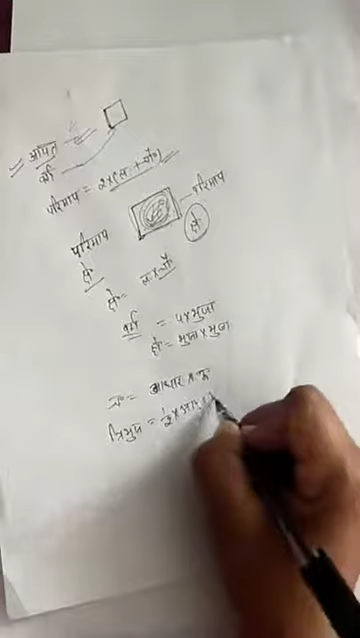 आयत
वर्ग
परिमाप = 2×(ल. + चौ.)
परिमाप
परिमाप
क्षे॰
क्षे॰
क्षे॰ = ल.×चौ.
वर्ग = 4×भुजा
क्षे॰ = भुजा×भुजा
= आधार ×
त्रिभुज = ½×आ